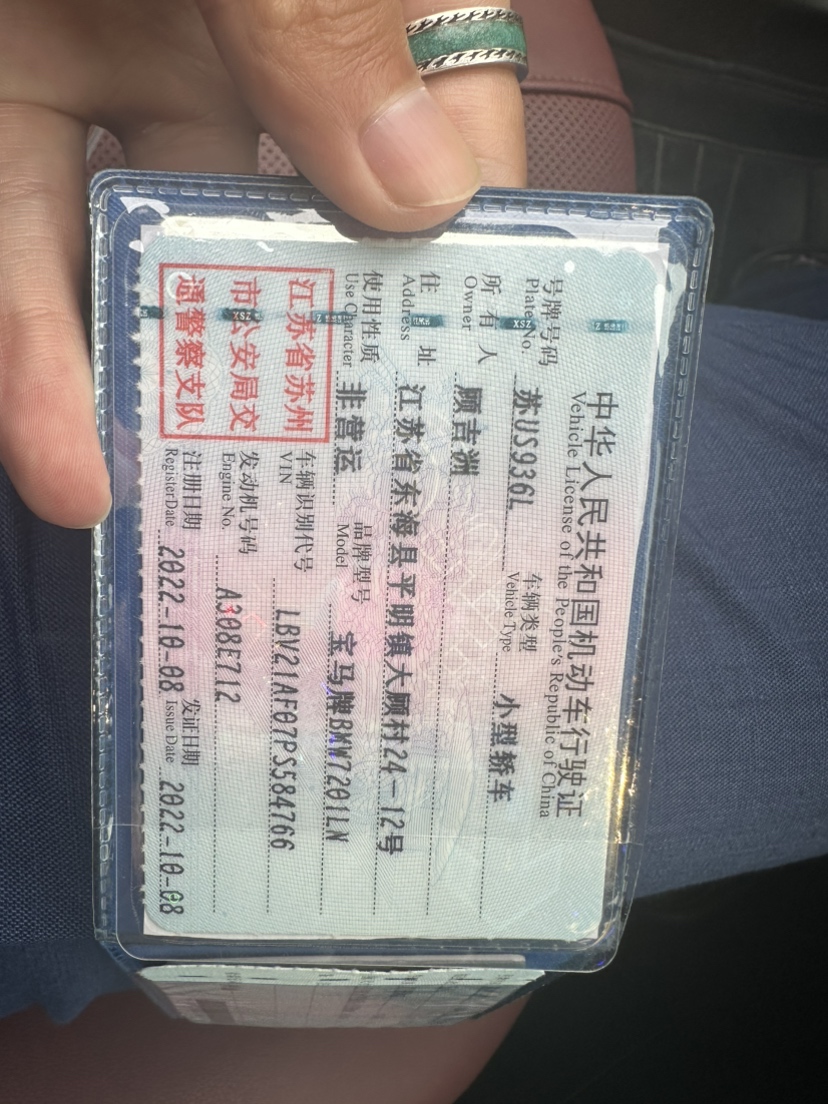 中华人民共和国机动车行驶证
Vehicle License of the People's Republic of China
号牌号码 苏US936L 车辆类型 小型轿车
Plate No. Vehicle Type
所有人 顾吉洲
Owner
住址 江苏省东海县平明镇大顾村24-12号
Address
使用性质 非营运 品牌型号 宝马牌BMW7201LN
Use Character Model
江苏省苏州
市公安局交
通警察支队
车辆识别代号 LBV21AF07PS584766
VIN
发动机号码 A308E712
Engine No.
注册日期 2022-10-08 发证日期 2022-10-08
Register Date Issue Date